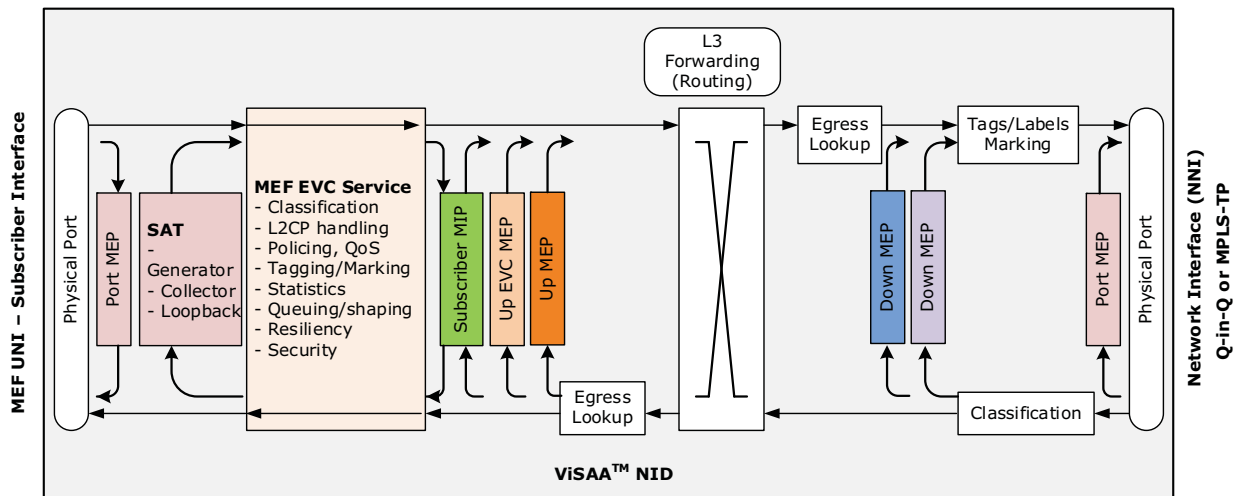 MEF UNI – Subscriber Interface
Physical Port
Port MEP
SAT
-
Generator
- Collector
- Loopback
MEF EVC Service
- Classification
- L2CP handling
- Policing, QoS
- Tagging/Marking
- Statistics
- Queuing/shaping
- Resiliency
- Security
Subscriber MIP
Up EVC MEP
Up MEP
Egress
Lookup
L3
Forwarding
(Routing)
Egress
Lookup
Tags/Labels
Marking
Down MEP
Down MEP
Classification
Port MEP
Physical Port
Network Interface (NNI)
Q-in-Q or MPLS-TP
ViSAA™ NID